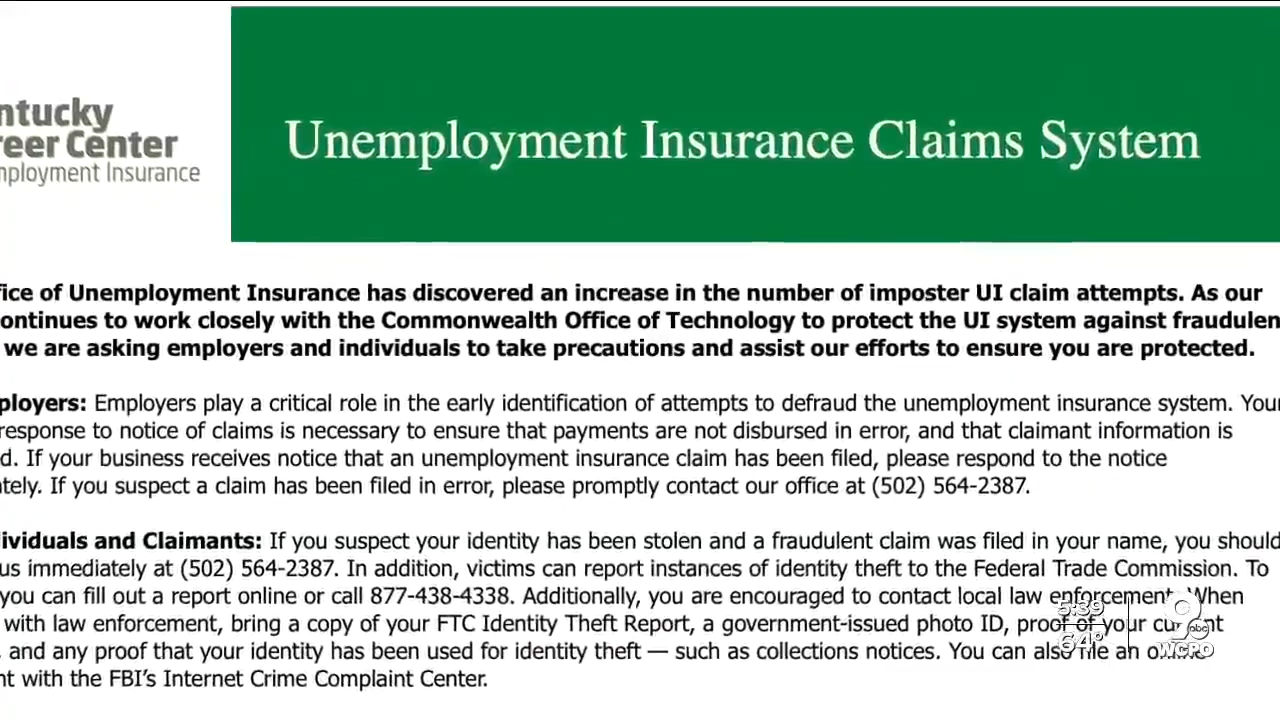 ntucky
reer Center
nployment Insurance
Unemployment Insurance Claims System
fice of Unemployment Insurance has discovered an increase in the number of imposter UI claim attempts. As our
ontinues to work closely with the Commonwealth Office of Technology to protect the UI system against fraudulen
we are asking employers and individuals to take precautions and assist our efforts to ensure you are protected.
ployers: Employers play a critical role in the early identification of attempts to defraud the unemployment insurance system. Your
response to notice of claims is necessary to ensure that payments are not disbursed in error, and that claimant information is
d. If your business receives notice that an unemployment insurance claim has been filed, please respond to the notice
ately. If you suspect a claim has been filed in error, please promptly contact our office at (502) 564-2387.
ividuals and Claimants: If you suspect your identity has been stolen and a fraudulent claim was filed in your name, you should
us immediately at (502) 564-2387. In addition, victims can report instances of identity theft to the Federal Trade Commission. To
you can fill out a report online or call 877-438-4338. Additionally, you are encouraged to contact local law enforcement. When
with law enforcement, bring a copy of your FTC Identity Theft Report, a government-issued photo ID, proof of your current
, and any proof that your identity has been used for identity theft — such as collections notices. You can also file an online
nt with the FBI's Internet Crime Complaint Center.
5:39
64°
9
abc
WCPO